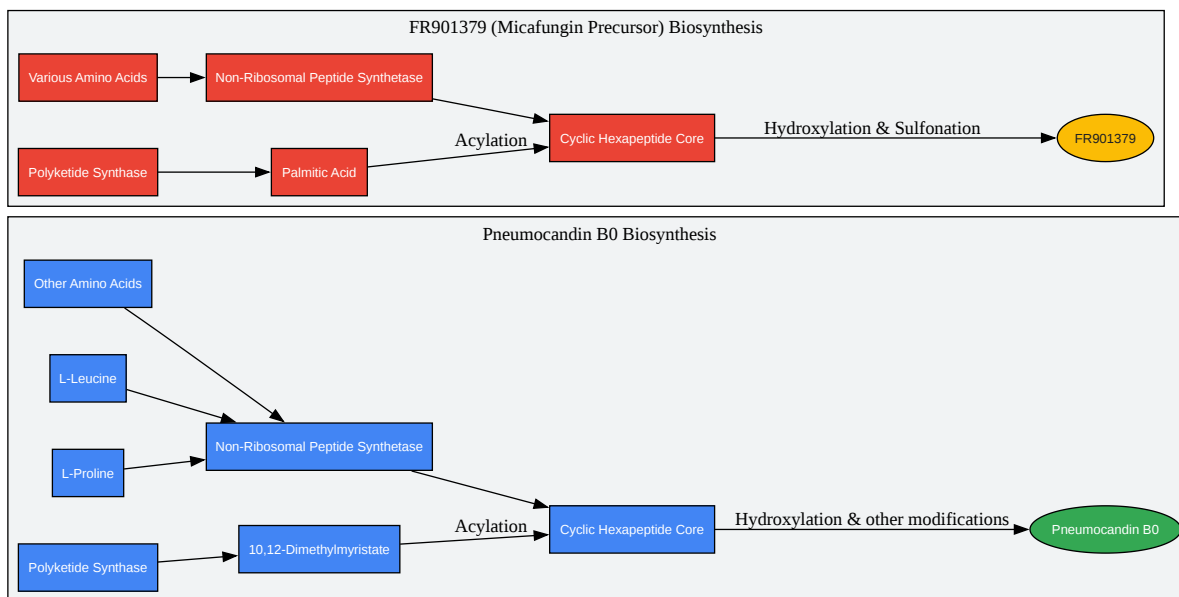 FR901379 (Micafungin Precursor) Biosynthesis
Various Amino Acids
Non-Ribosomal Peptide Synthetase
Polyketide Synthase
Palmitic Acid
Acylation
Cyclic Hexapeptide Core
Hydroxylation & Sulfonation
FR901379
Pneumocandin B0 Biosynthesis
Other Amino Acids
L-Leucine
L-Proline
Non-Ribosomal Peptide Synthetase
Polyketide Synthase
10,12-Dimethylmyristate
Acylation
Cyclic Hexapeptide Core
Hydroxylation & other modifications
Pneumocandin B0